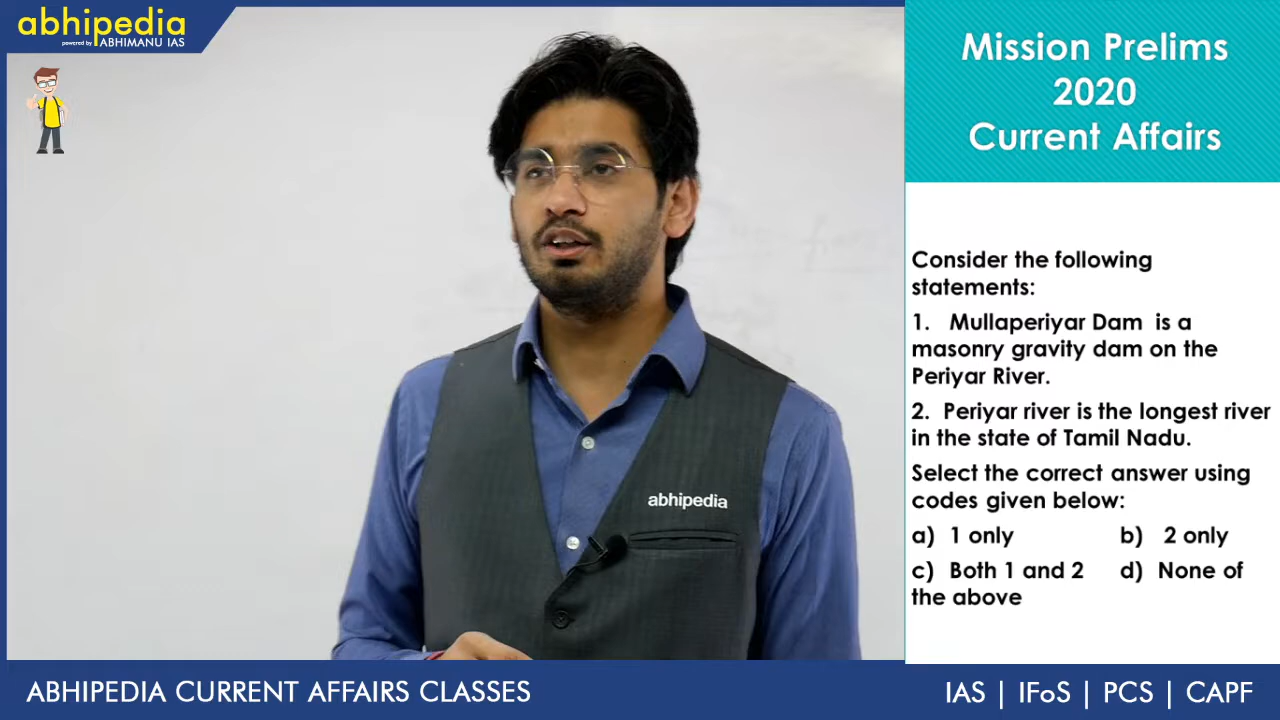 abhipedia
powered by ABHIMANU IAS
Mission Prelims
2020
Current Affairs
Consider the following
statements:
1. Mullaperiyar Dam is a
masonry gravity dam on the
Periyar River.
2. Periyar river is the longest river
in the state of Tamil Nadu.
Select the correct answer using
codes given below:
a) 1 only b) 2 only
c) Both 1 and 2 d) None of
the above
abhipedia
ABHIPEDIA CURRENT AFFAIRS CLASSES
IAS | IFoS | PCS | CAPF